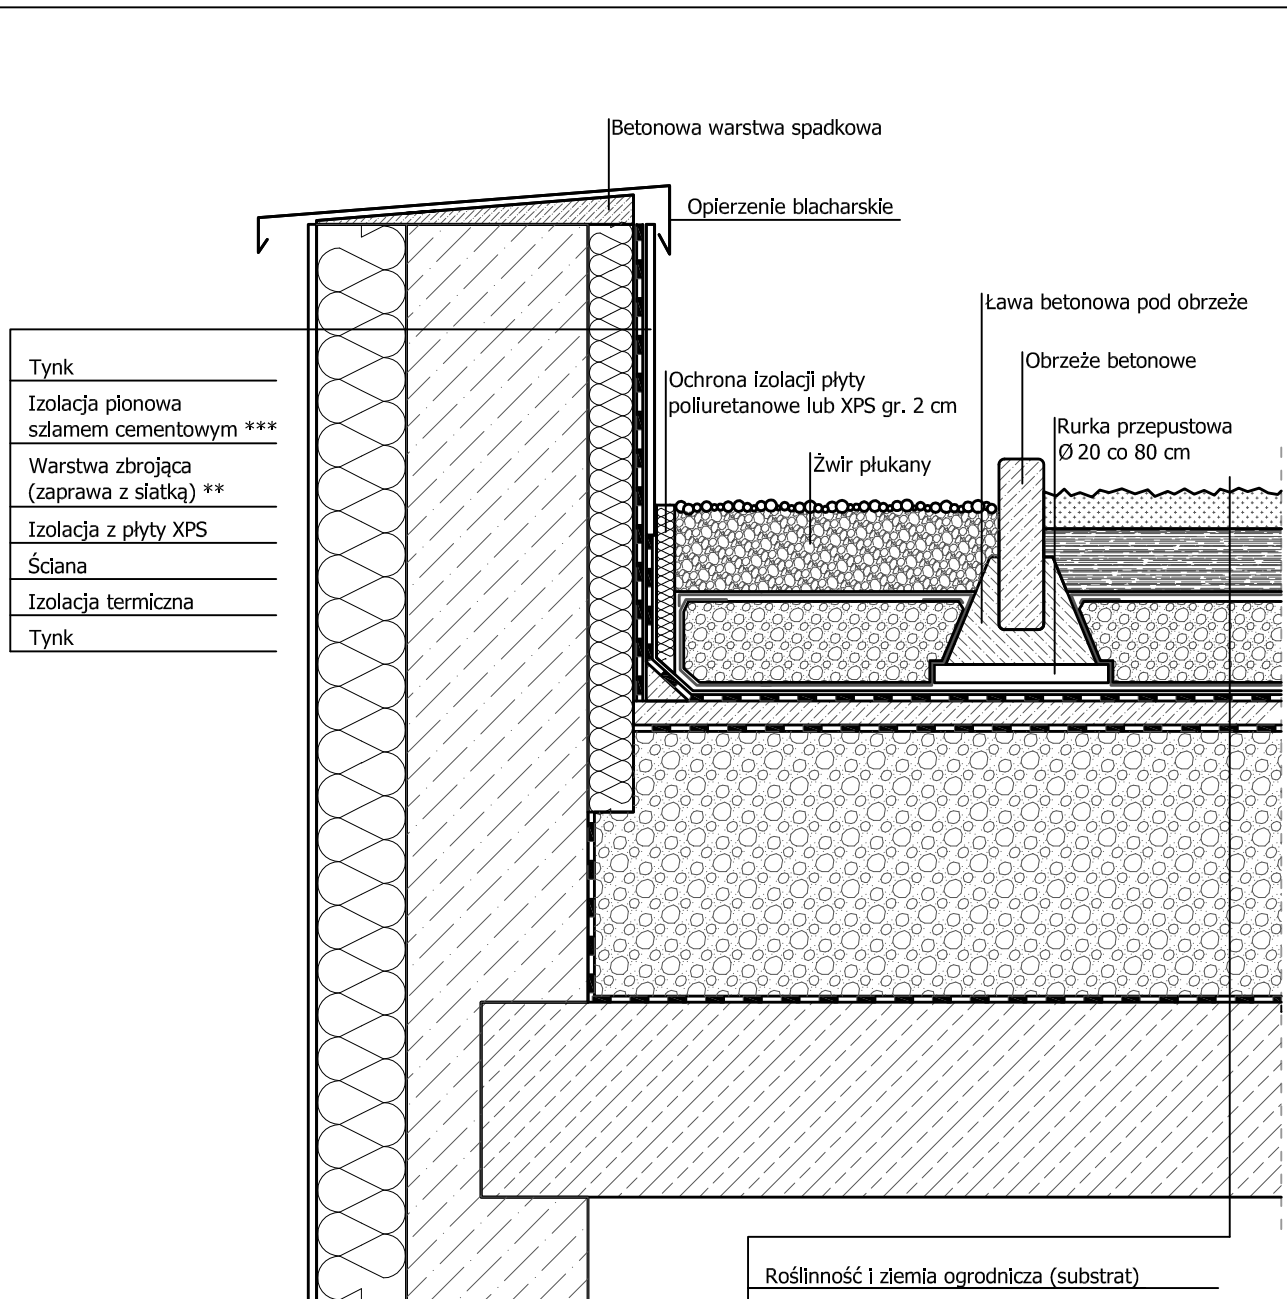 Betonowa warstwa spadkowa
Opierzenie blacharskie
Ława betonowa pod obrzeże
Obrzeże betonowe
Ochrona izolacji płyty
poliuretanowe lub XPS gr. 2 cm
Rurka przepustowa
Ø 20 co 80 cm
Żwir płukany
Tynk
Izolacja pionowa
szlamem cementowym ***
Warstwa zbrojąca
(zaprawa z siatką) **
Izolacja z płyty XPS
Ściana
Izolacja termiczna
Tynk
Roślinność i ziemia ogrodnicza (substrat)